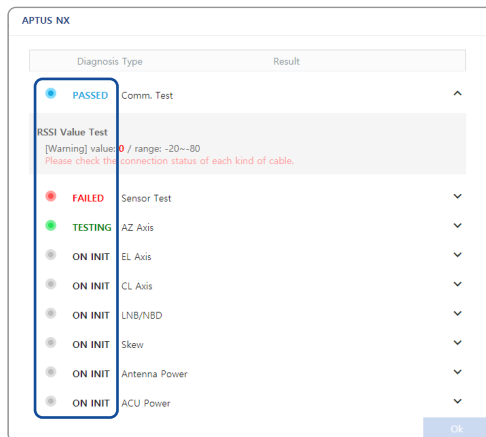 APTUS NX
Diagnosis Type Result
PASSED Comm. Test
RSSI Value Test
[Warning] value: 0 / range: -20~-80
Please check the connection status of each kind of cable.
FAILED Sensor Test
TESTING AZ Axis
ON INIT EL Axis
ON INIT CL Axis
ON INIT LNB/NBD
ON INIT Skew
ON INIT Antenna Power
ON INIT ACU Power
Ok